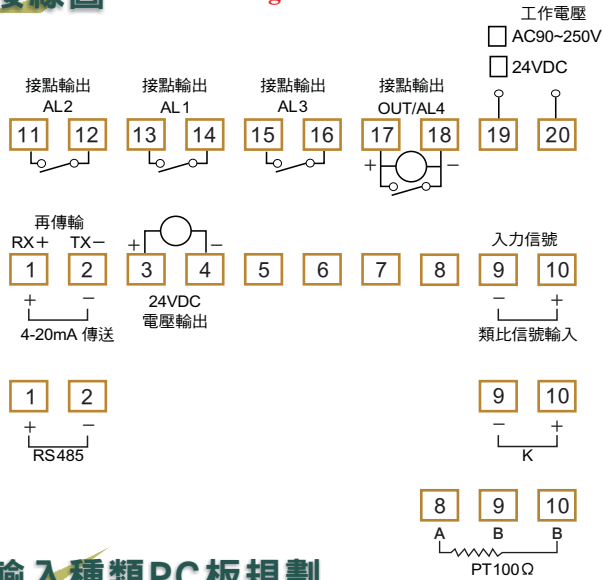 接線圖
g
工作電壓
AC90~250V
24VDC
接點輸出 接點輸出 接點輸出 接點輸出
AL2 AL1 AL3 OUT/AL4
11 12 13 14 15 16 17 18 19 20
+ −
再傳輸
RX+ TX− + − 入力信號
1 2 3 4 5 6 7 8 9 10
+ − 24VDC − +
4-20mA 傳送 電壓輸出 類比信號輸入
1 2 9 10
+ − − +
RS485 K
8 9 10
A B B
PT100Ω
輸入種類PC板規劃